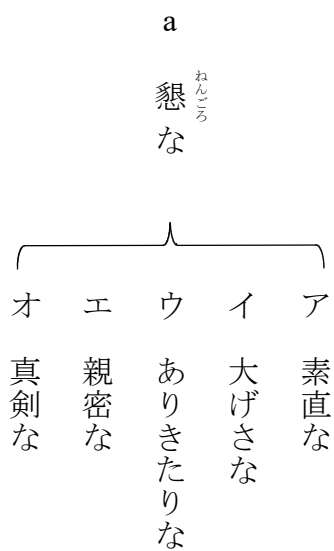 a
懇な
ねんごろ
ア 素直な
イ 大げさな
ウ ありきたりな
エ 親密な
オ 真剣な